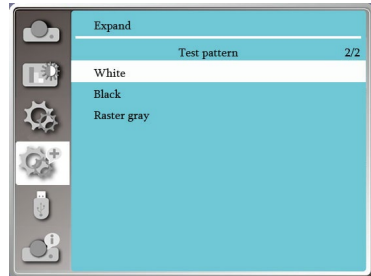 Expand
Test pattern 2/2
White
Black
Raster gray